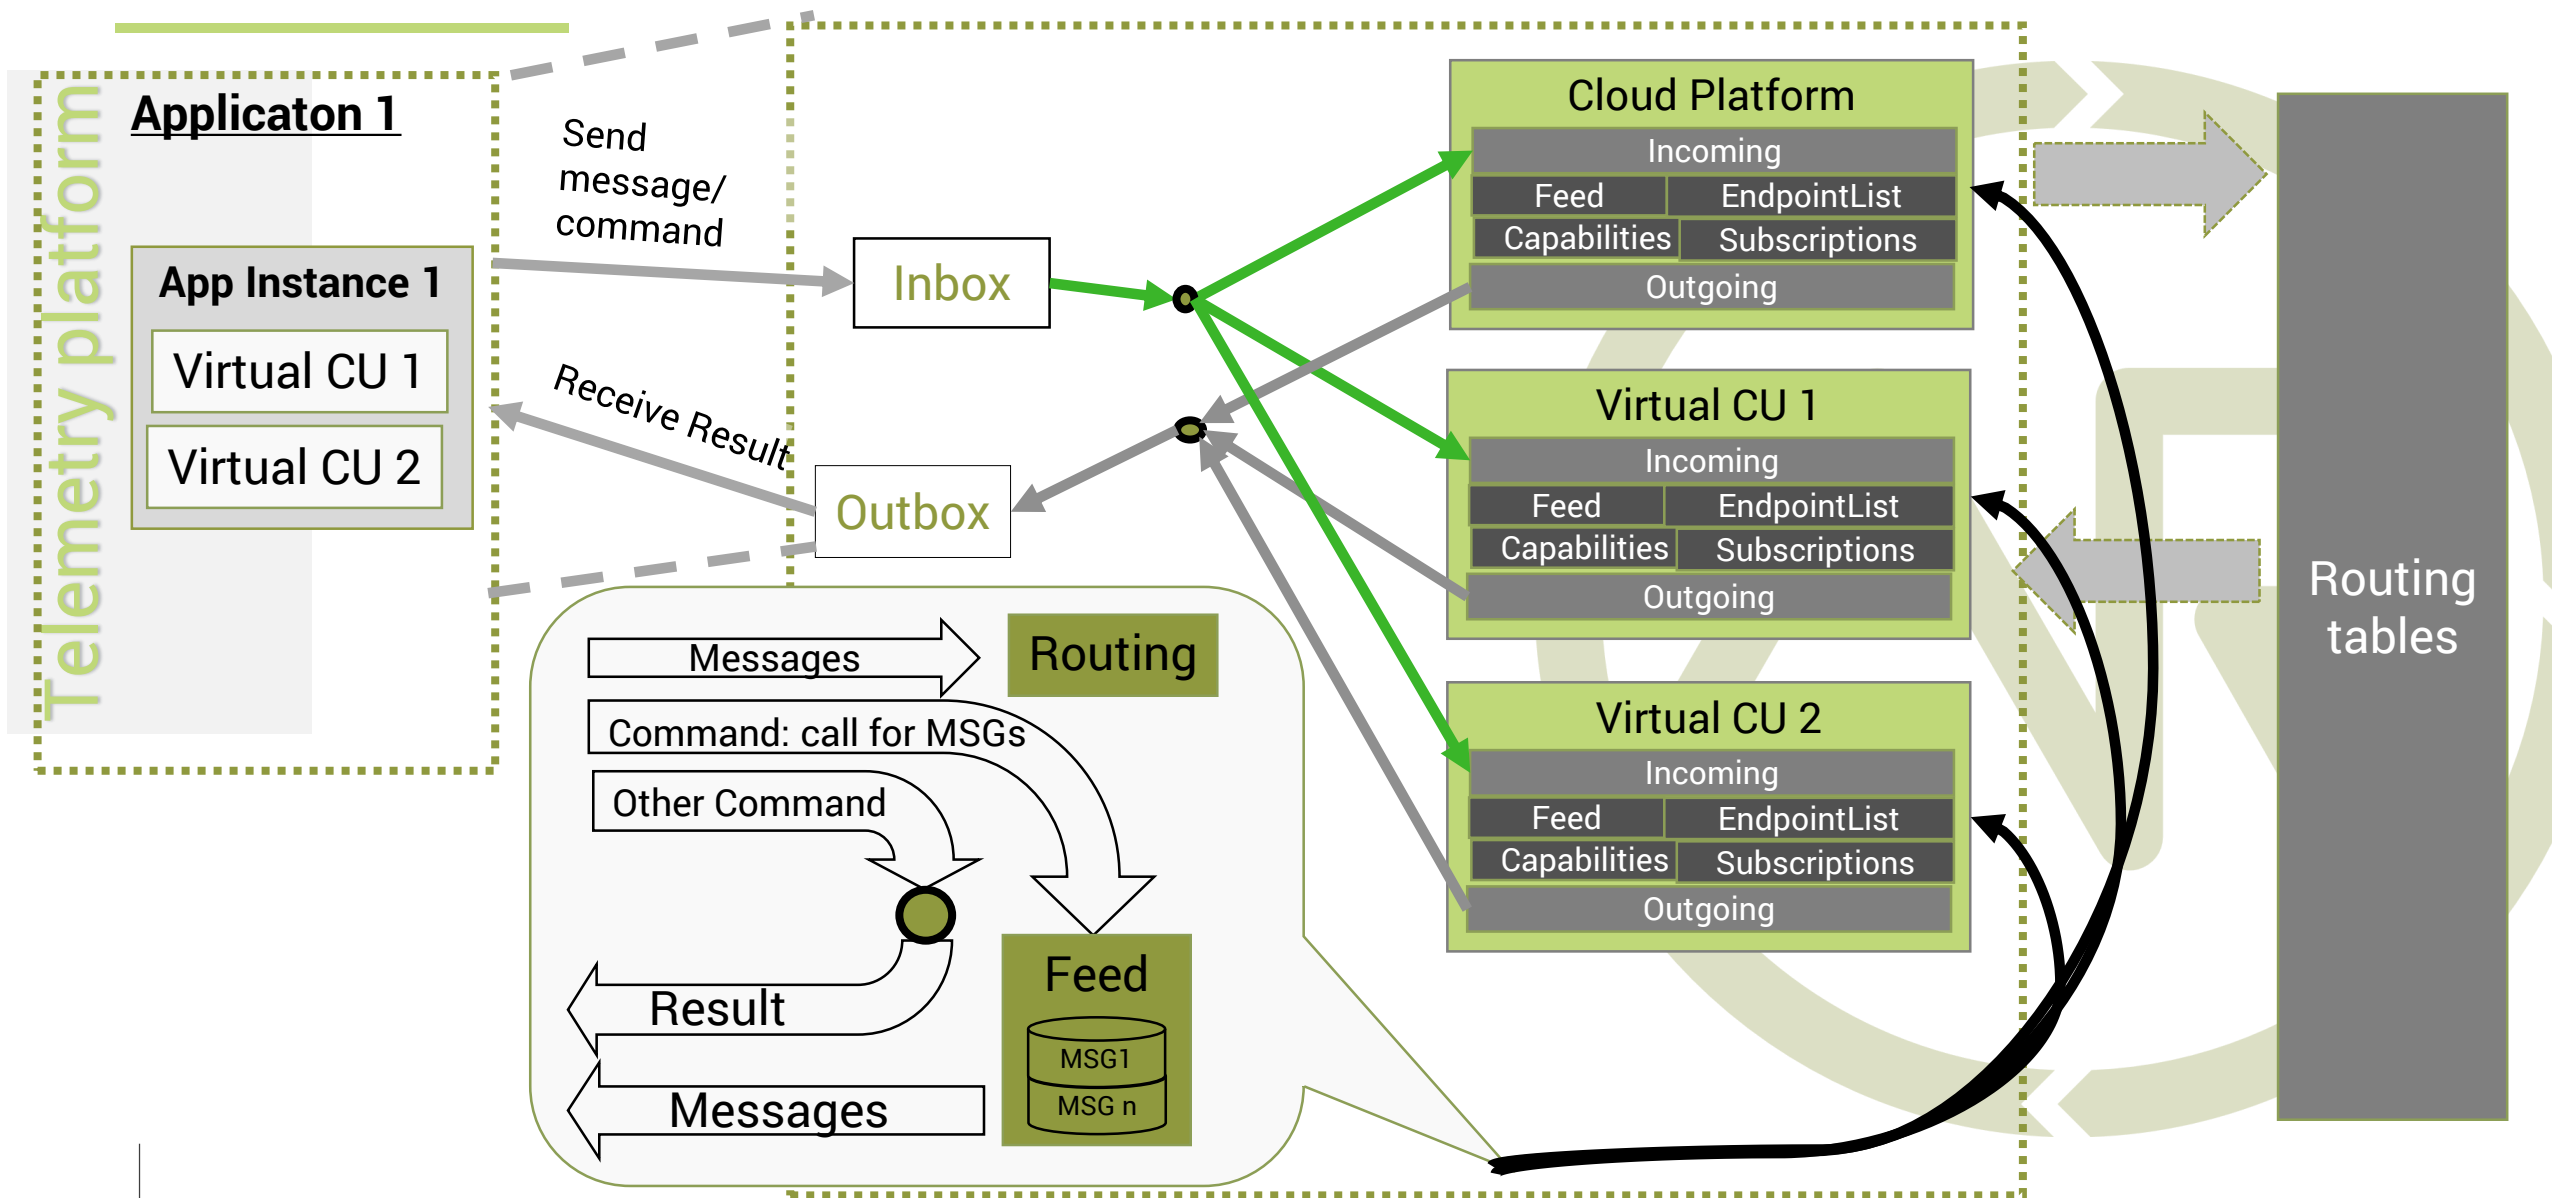 Telemetry platform
Applicaton 1
App Instance 1
Virtual CU 1
Virtual CU 2
Send
message/
command
Receive Result
Inbox
Outbox
Cloud Platform
Incoming
Feed EndpointList
Capabilities Subscriptions
Outgoing
Virtual CU 1
Incoming
Feed EndpointList
Capabilities Subscriptions
Outgoing
Virtual CU 2
Incoming
Feed EndpointList
Capabilities Subscriptions
Outgoing
Routing
tables
Messages
Routing
Command: call for MSGs
Other Command
Result
Messages
Feed
MSG1
MSG n